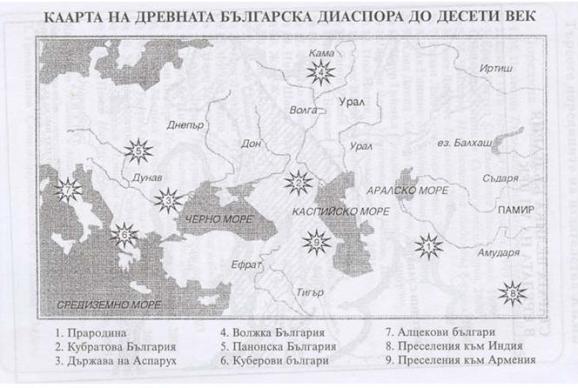 КААРТА НА ДРЕВНАТА БЪЛГАРСКА ДИАСПОРА ДО ДЕСЕТИ ВЕК
Кама
4
Иртиш
Волга
Урал
Днепър
Дон
Урал
ез. Балхаш
5
Дунав
7
2
Съдаря
АРАЛСКО МОРЕ
3
ЧЕРНО МОРЕ
КАСПИЙСКО МОРЕ
ПАМИР
6
9
1
Амударя
Ефрат
Тигър
8
СРЕДИЗЕМНО МОРЕ
1. Прародина
2. Кубратова България
3. Държава на Аспарух
4. Волжка България
5. Панонска България
6. Куберови българи
7. Алцекови българи
8. Преселения към Индия
9. Преселения към Армения